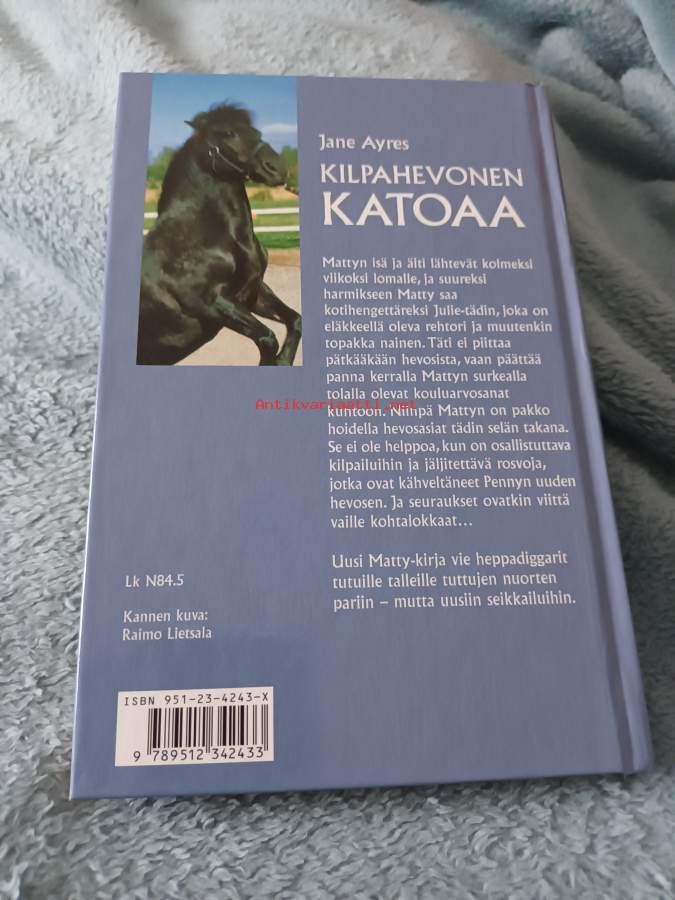 Jane Ayres
KILPAHEVONEN
KATOAA
Mattyn isä ja äiti lähtevät kolmeksi
viikoksi lomalle, ja suureksi
harmikseen Matty saa
kotihengettäreksi Julie-tädin, joka on
eläkkeellä oleva rehtori ja muutenkin
topakka nainen. Täti ei piittaa
pätkääkään hevosista, vaan päättää
panna kerralla Mattyn surkealla
tolalla olevat kouluarvosanat
Antikvariaatti.net
kuntoon. Niinpä Mattyn on pakko
hoidella hevosasiat tädin selän takana.
Se ei ole helppoa, kun on osallistuttava
kilpailuihin ja jäljitettävä rosvoja,
jotka ovat kähveltäneet Pennyn uuden
hevosen. Ja seuraukset ovatkin viittä
vaille kohtalokkaat...
Uusi Matty-kirja vie heppadiggarit
tutuille talleille tuttujen nuorten
pariin – mutta uusiin seikkailuihin.
Lk N84.5
Kannen kuva:
Raimo Lietsala
ISBN 951-23-4243-X
9 789512 342433